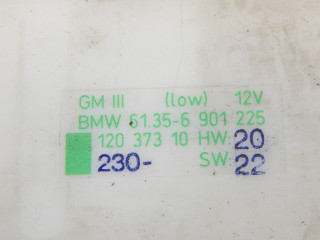 GM III (low) 12V
BMW 61.35-6 901 225
120 373 10 HW: 20
230- SW: 22